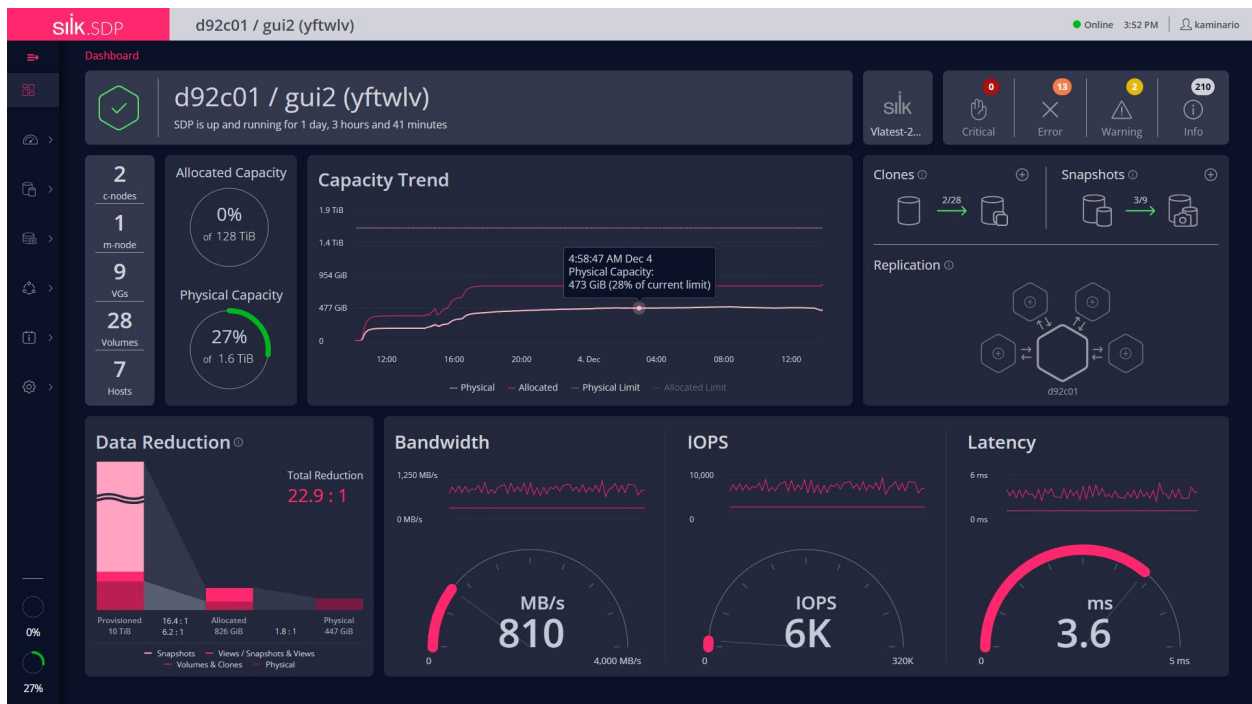 silk.SDP
d92c01 / gui2 (yftwlv)
Online 3:52 PM kaminario
Dashboard
d92c01 / gui2 (yftwlv)
SDP is up and running for 1 day, 3 hours and 41 minutes
silk
Vlatest-2...
0 13 2 210
Critical Error Warning Info
2
c-nodes
1
m-node
9
VGs
28
Volumes
7
Hosts
Allocated Capacity
0%
of 128 TiB
Physical Capacity
27%
of 1.6 TiB
Capacity Trend
1.9 TiB
1.4 TiB
954 GiB
477 GiB
0
4:58:47 AM Dec 4
Physical Capacity:
473 GiB (28% of current limit)
12:00 16:00 20:00 4. Dec 04:00 08:00 12:00
Physical Allocated Physical Limit Allocated Limit
Clones
2/28
Snapshots
3/9
Replication
d92c01
Data Reduction
Total Reduction
22.9 : 1
Provisioned 16.4 : 1 Allocated Physical
10 TiB 6.2 : 1 826 GiB 1.8 : 1 447 GiB
Snapshots Views / Snapshots & Views
Volumes & Clones Physical
Bandwidth
1,250 MB/s
0 MB/s
MB/s
810
0 4,000 MB/s
IOPS
10,000
0
IOPS
6K
0 320K
Latency
6 ms
0 ms
ms
3.6
0 5 ms
0%
27%